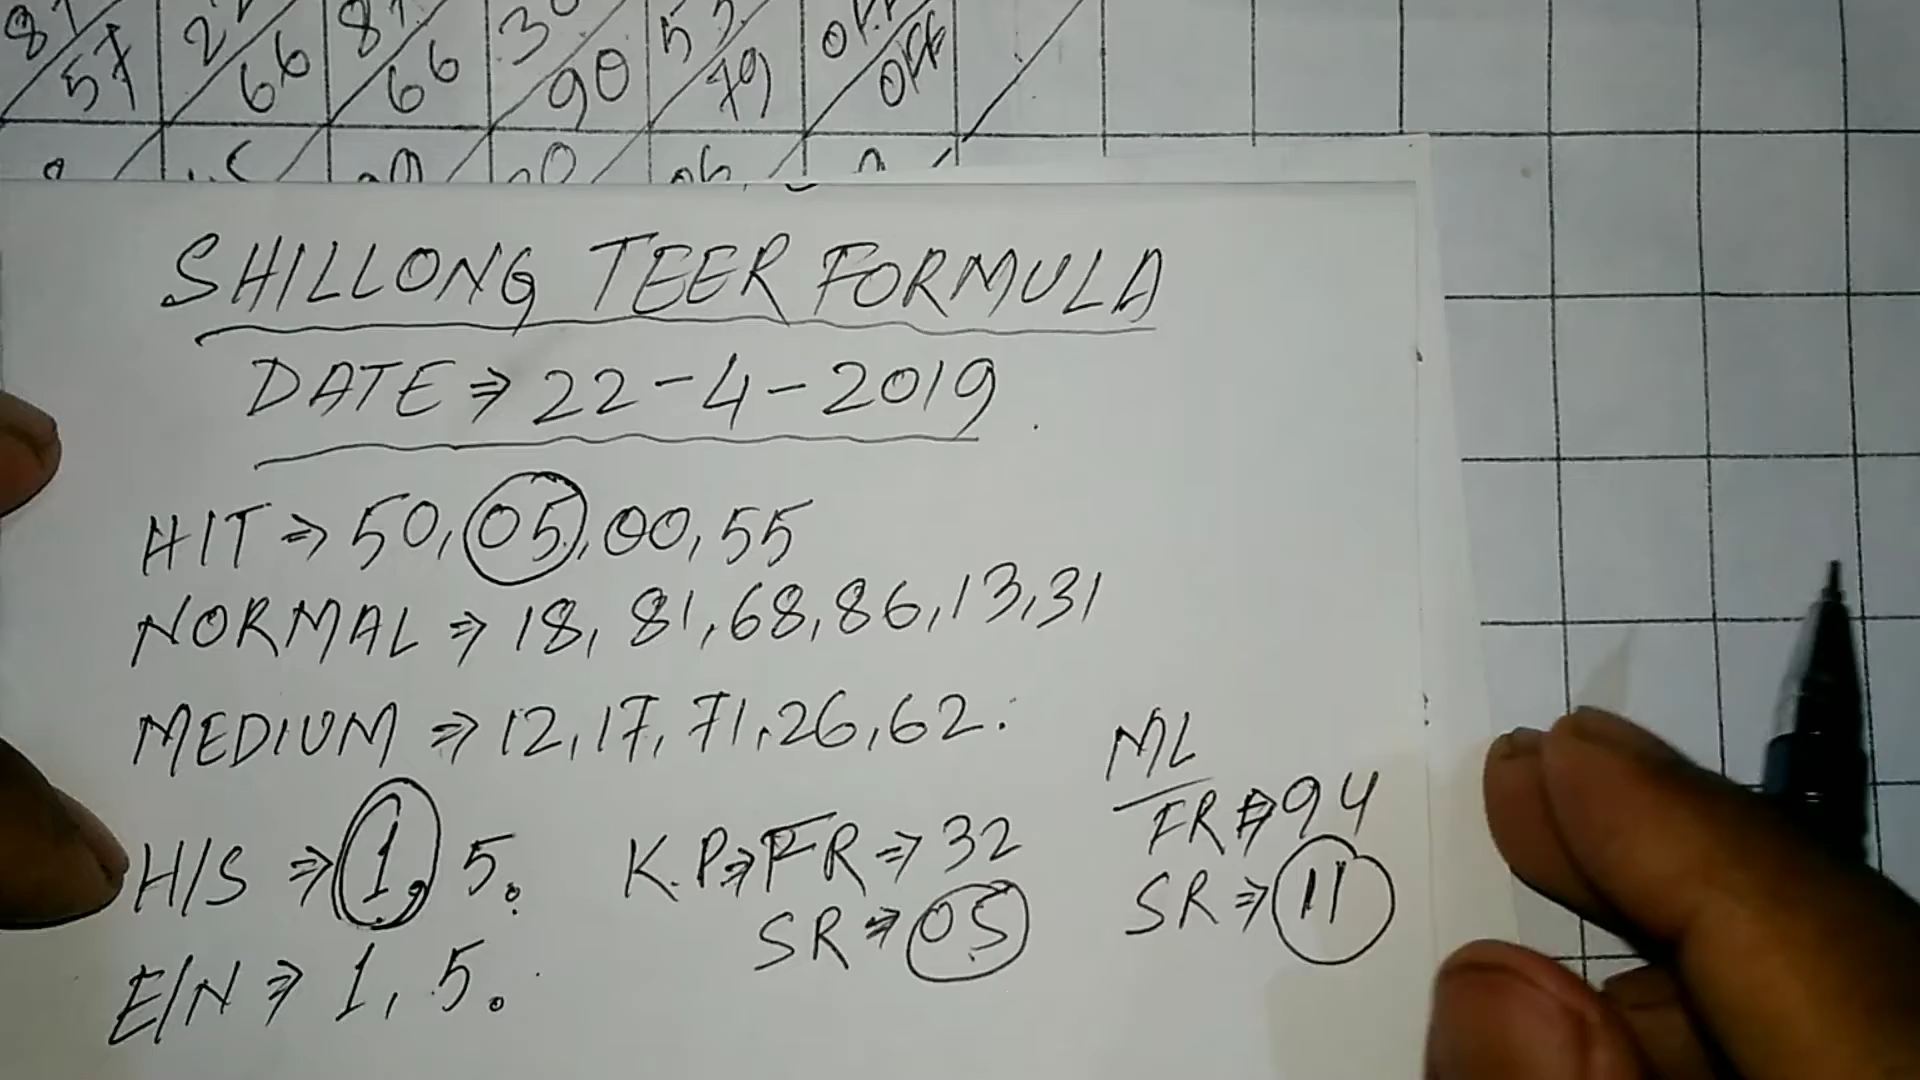 57 66 66 90 79 OFF
SHILLONG TEER FORMULA
DATE ⇒ 22-4-2019
HIT ⇒ 50, 05, 00, 55
NORMAL ⇒ 18, 81, 68, 86, 13, 31
MEDIUM ⇒ 12, 17, 71, 26, 62.
ML
H/S ⇒ 1, 5. K.P ⇒ FR ⇒ 32 FR ⇒ 94
SR ⇒ 05 SR ⇒ 11
E/N ⇒ 1, 5.